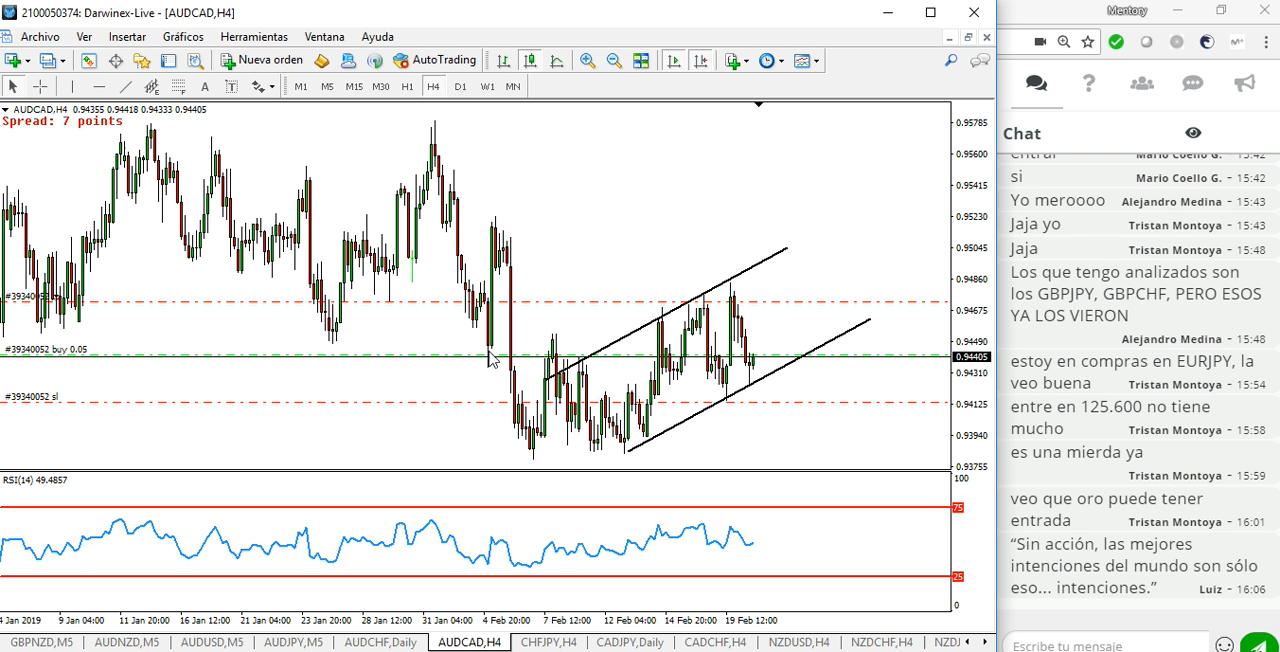 2100050374: Darwinex-Live - [AUDCAD,H4]
Archivo Ver Insertar Gráficos Herramientas Ventana Ayuda
Nueva orden AutoTrading
A T M1 M5 M15 M30 H1 H4 D1 W1 MN
AUDCAD,H4 0.94355 0.94418 0.94333 0.94405
Spread: 7 points
0.95785
0.95600
0.95415
0.95230
0.95045
0.94860
0.94675
0.94490
0.94405
0.94310
0.94125
0.93940
0.93755
#39340052
#39340052 buy 0.05
#39340052 sl
RSI(14) 49.4857
100
75
25
0
4 Jan 2019 9 Jan 04:00 11 Jan 20:00 16 Jan 12:00 21 Jan 04:00 23 Jan 20:00 28 Jan 12:00 31 Jan 04:00 4 Feb 20:00 7 Feb 12:00 12 Feb 04:00 14 Feb 20:00 19 Feb 12:00
GBPNZD,M5 AUDNZD,M5 AUDUSD,M5 AUDJPY,M5 AUDCHF,Daily AUDCAD,H4 CHFJPY,H4 CADJPY,Daily CADCHF,H4 NZDUSD,H4 NZDCHF,H4 NZDJ
Mentory
Chat
Entrar Mario Coello G. - 15:42
si Mario Coello G. - 15:42
Yo meroooo Alejandro Medina - 15:43
Jaja yo Tristan Montoya - 15:43
Jaja Tristan Montoya - 15:48
Los que tengo analizados son
los GBPJPY, GBPCHF, PERO ESOS
YA LOS VIERON
Alejandro Medina - 15:48
estoy en compras en EURJPY, la
veo buena Tristan Montoya - 15:54
entre en 125.600 no tiene
mucho Tristan Montoya - 15:58
es una mierda ya
Tristan Montoya - 15:59
veo que oro puede tener
entrada Tristan Montoya - 16:01
“Sin acción, las mejores
intenciones del mundo son sólo
eso... intenciones.” Luiz - 16:06
Escribe tu mensaje